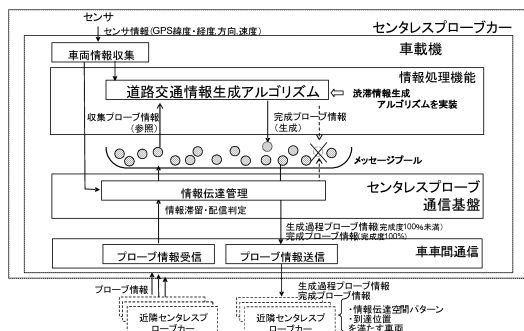 センサ
センサ情報(GPS緯度・経度,方向,速度)
センタレスプローブカー
車載機
車両情報収集
情報処理機能
道路交通情報生成アルゴリズム
渋滞情報生成
アルゴリズムを実装
収集プローブ情報
(参照)
完成プローブ情報
(生成)
メッセージプール
センタレスプローブ
通信基盤
情報伝達管理
情報滞留・配信判定
生成過程プローブ情報(完成度100%未満)
完成プローブ情報(完成度100%)
車車間通信
プローブ情報受信
プローブ情報送信
プローブ情報
生成過程プローブ情報
完成プローブ情報
近隣センタレスプ
ローブカー
近隣センタレスプ
ローブカー
・情報伝達空間パターン
・到達位置
を満たす車両